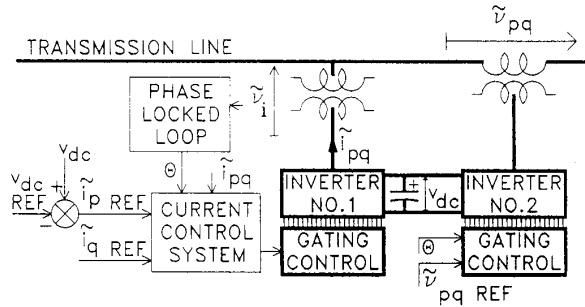 ṽpq
TRANSMISSION LINE
PHASE LOCKED LOOP
ṽi
ĩpq
vdc
Θ
ĩpq
vdc REF
+
−
ĩp REF
ĩq REF
CURRENT CONTROL SYSTEM
INVERTER NO.1
+
vdc
INVERTER NO.2
GATING CONTROL
Θ
ṽpq REF
GATING CONTROL